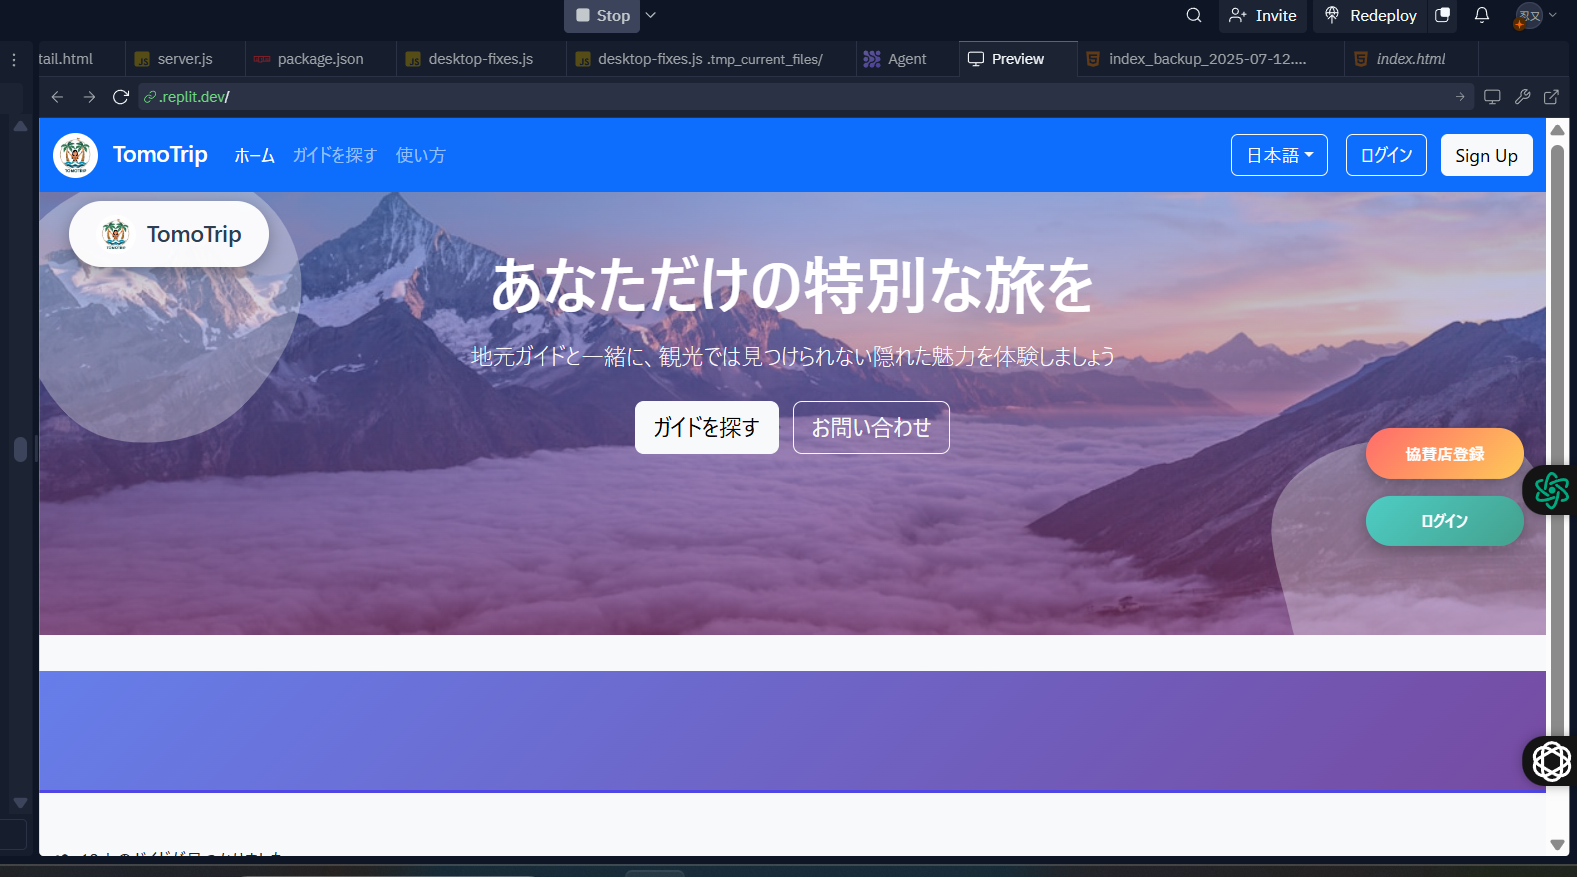 Stop
Invite
Redeploy
忍又
tail.html
server.js
package.json
desktop-fixes.js
desktop-fixes.js .tmp_current_files/
Agent
Preview
index_backup_2025-07-12....
index.html
.replit.dev/
TomoTrip
ホーム
ガイドを探す
使い方
日本語
ログイン
Sign Up
TomoTrip
あなただけの特別な旅を
地元ガイドと一緒に、観光では見つけられない隠れた魅力を体験しましょう
ガイドを探す
お問い合わせ
協賛店登録
ログイン